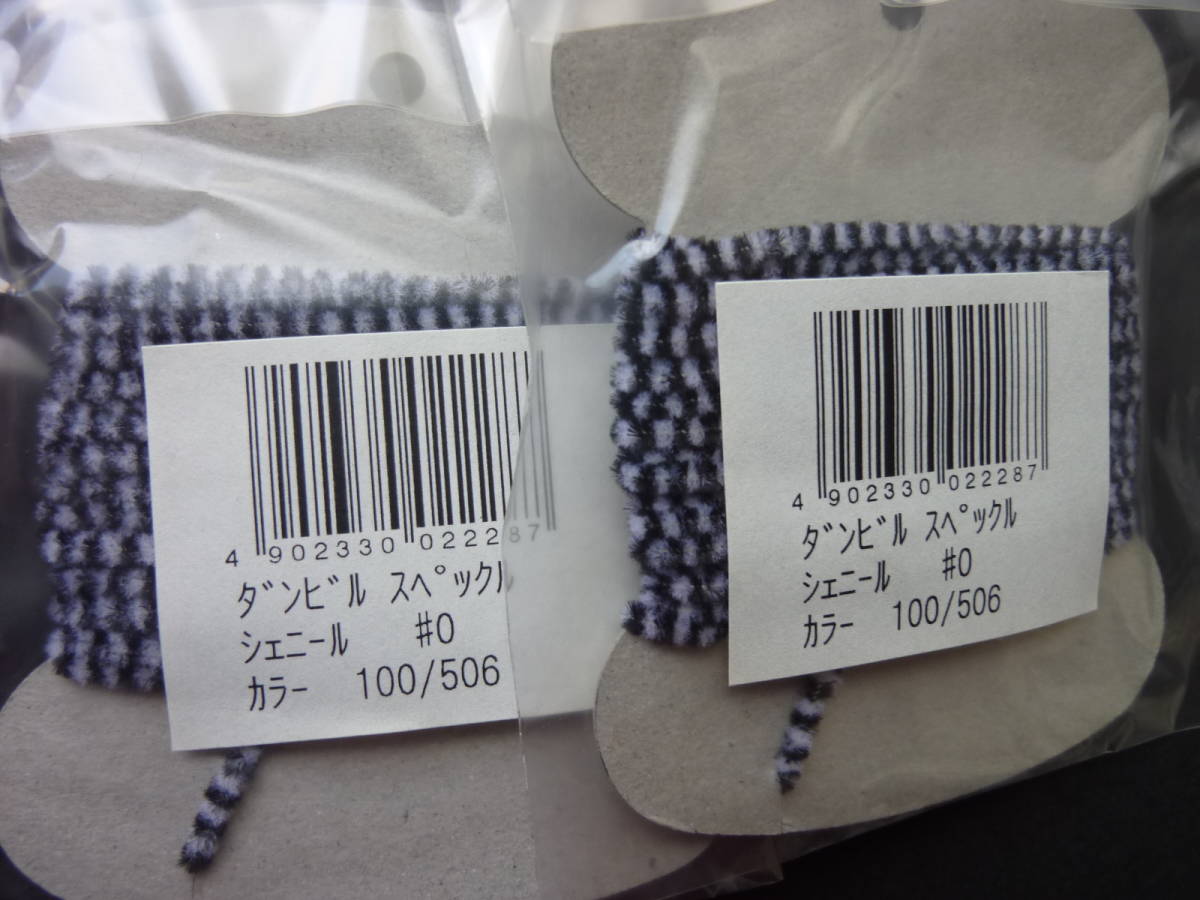 4 902330 022287
ﾀﾞﾝﾋﾞﾙ ｽﾍﾟｯｸﾙ
ｼｪﾆｰﾙ #0
ｶﾗｰ 100/506
4 902330 022287
ﾀﾞﾝﾋﾞﾙ ｽﾍﾟｯｸﾙ
ｼｪﾆｰﾙ #0
ｶﾗｰ 100/506